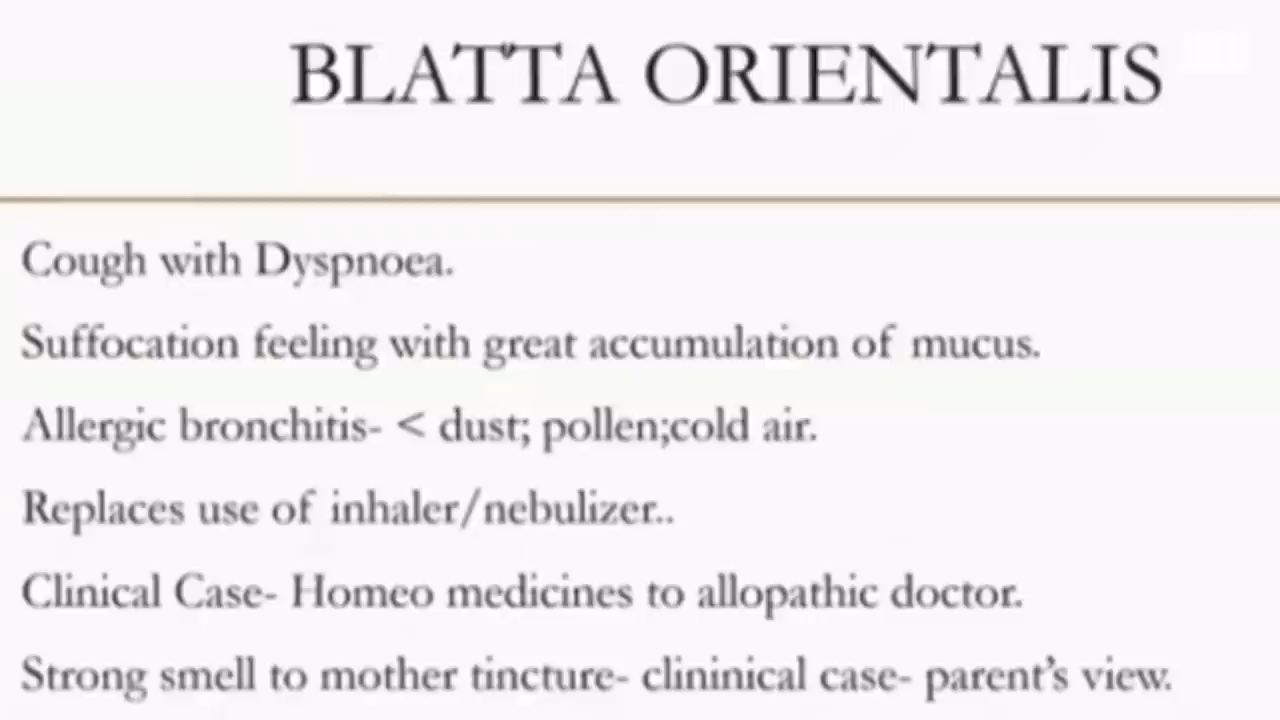 BLATTA ORIENTALIS
Cough with Dyspnoea.
Suffocation feeling with great accumulation of mucus.
Allergic bronchitis- < dust; pollen;cold air.
Replaces use of inhaler/nebulizer..
Clinical Case- Homeo medicines to allopathic doctor.
Strong smell to mother tincture- clininical case- parent's view.